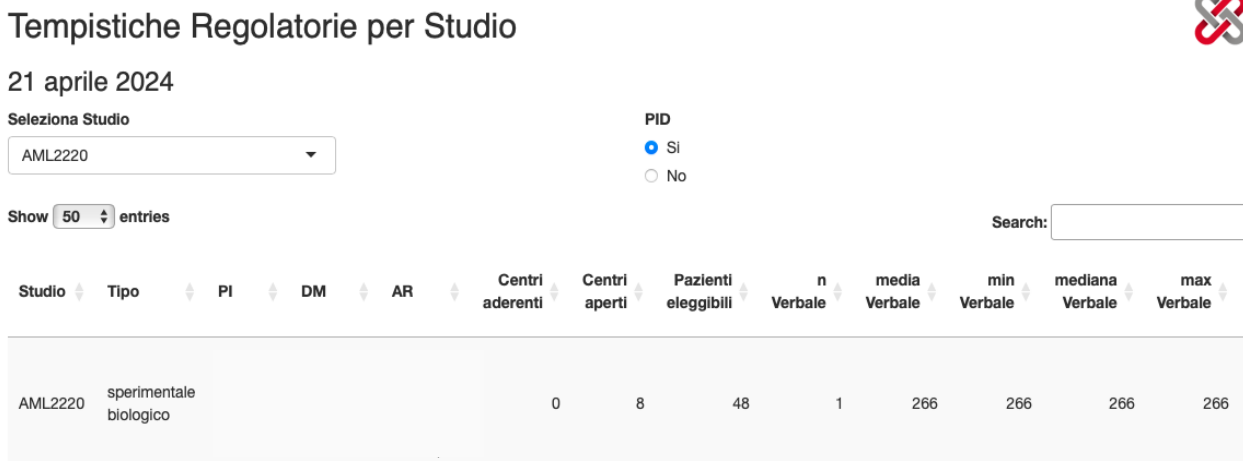 Tempistiche Regolatorie per Studio
21 aprile 2024
Seleziona Studio
PID
AML2220
Si
No
Show 50 entries
Search:
Studio Tipo PI DM AR Centri aderenti Centri aperti Pazienti eleggibili n Verbale media Verbale min Verbale mediana Verbale max Verbale
AML2220 sperimentale biologico 0 8 48 1 266 266 266 266